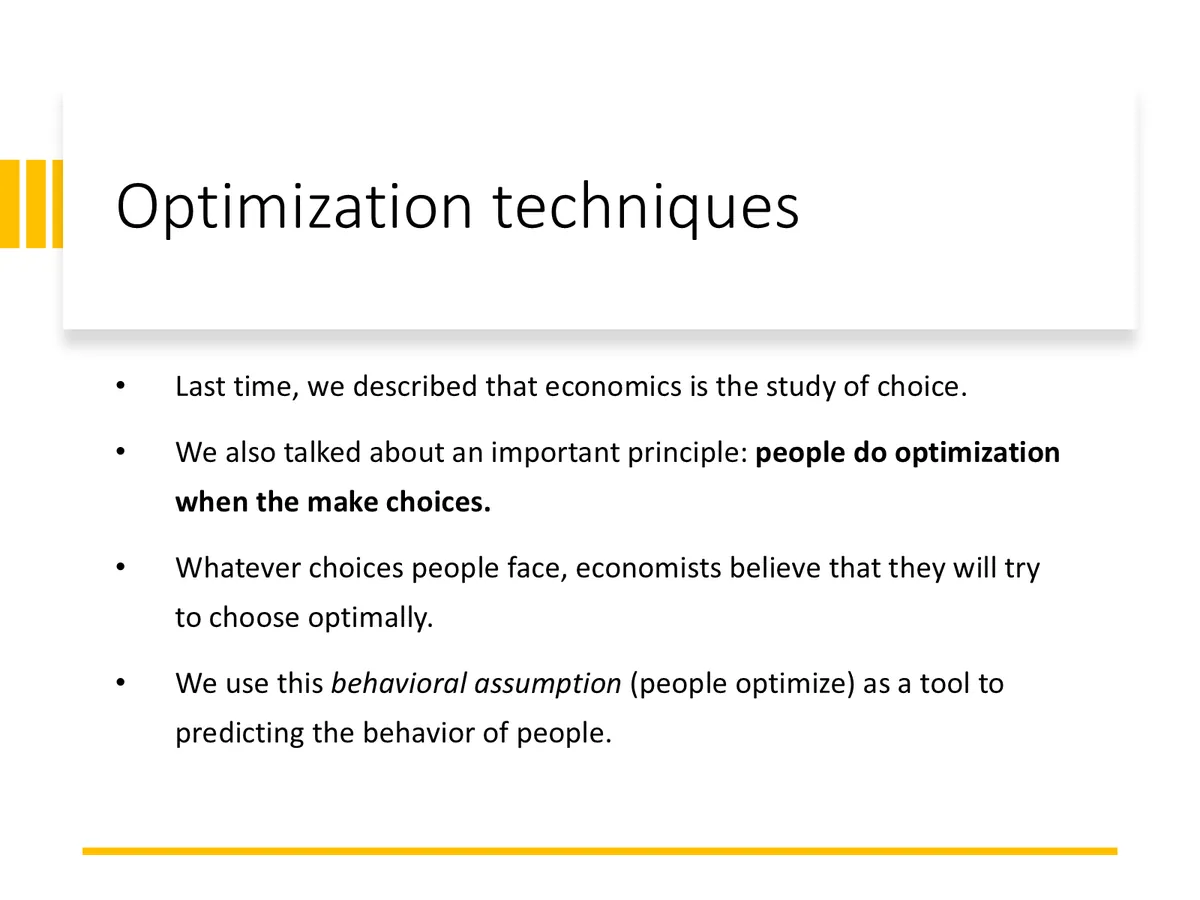 Optimization techniques
• Last time, we described that economics is the study of choice.
• We also talked about an important principle: people do optimization
when the make choices.
• Whatever choices people face, economists believe that they will try
to choose optimally.
• We use this behavioral assumption (people optimize) as a tool to
predicting the behavior of people.